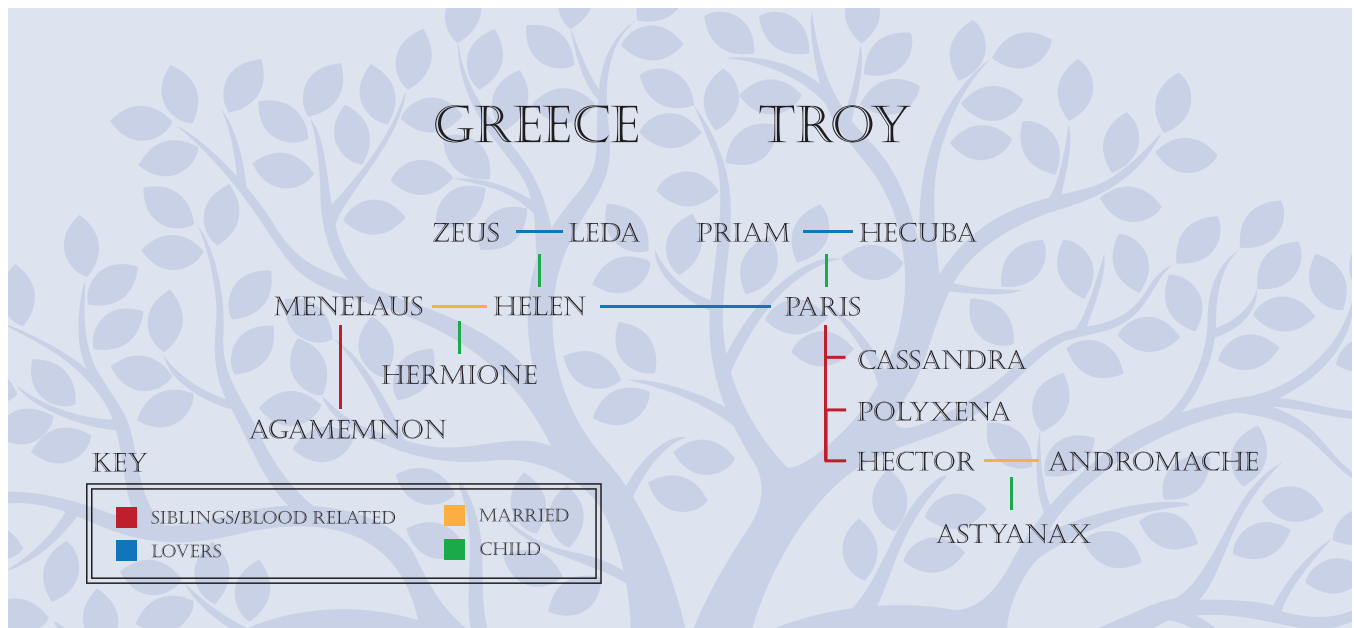 GREECE TROY
ZEUS LEDA PRIAM HECUBA
MENELAUS HELEN PARIS
CASSANDRA
HERMIONE
POLYXENA
AGAMEMNON
HECTOR ANDROMACHE
ASTYANAX
KEY
SIBLINGS/BLOOD RELATED MARRIED
LOVERS CHILD